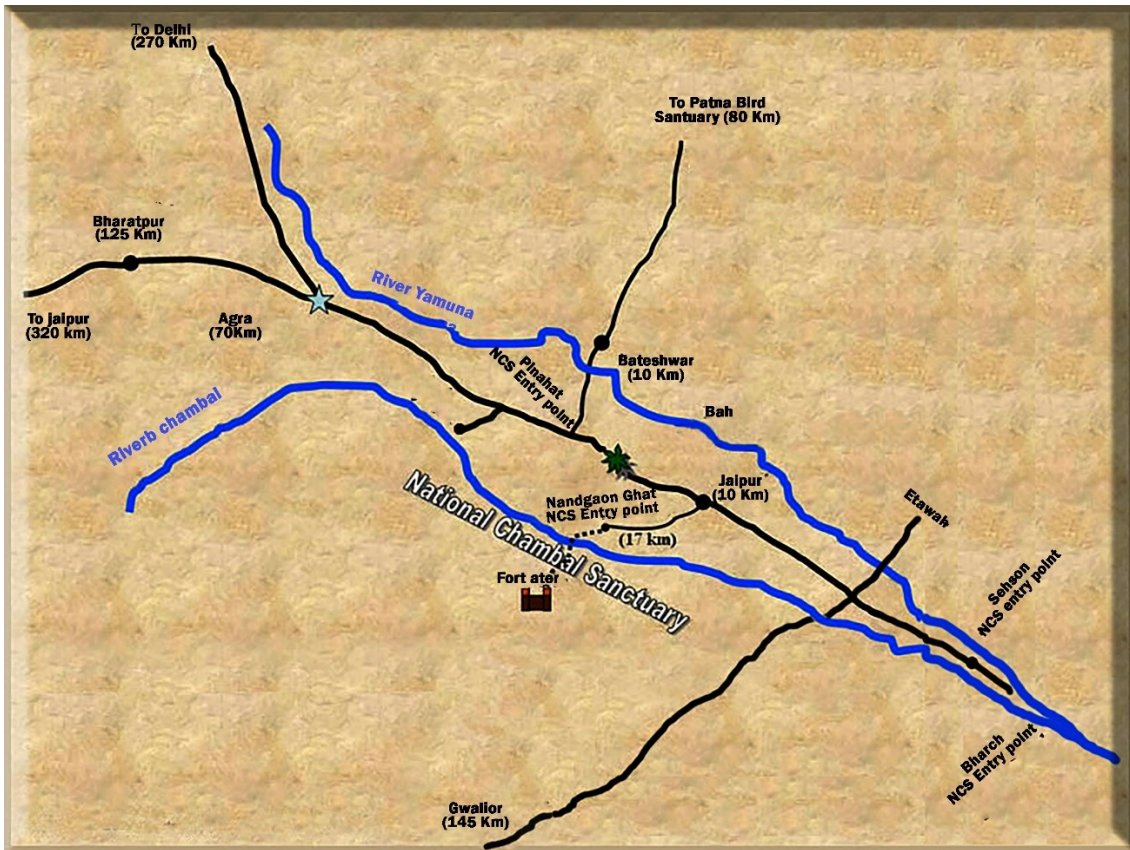 To Delhi
(270 Km)
To Patna Bird
Santuary (80 Km)
Bharatpur
(125 Km)
River Yamuna
To jaipur
(320 km)
Agra
(70Km)
Pinahat
NCS Entry point
Bateshwar
(10 Km)
Riverb chambal
Bah
National Chambal Sanctuary
Nandgaon Ghat
NCS Entry point
Jaipur
(10 Km)
(17 km)
Etawah
Fort ater
Sehson
NCS entry point
Bharch
NCS Entry point
Gwalior
(145 Km)